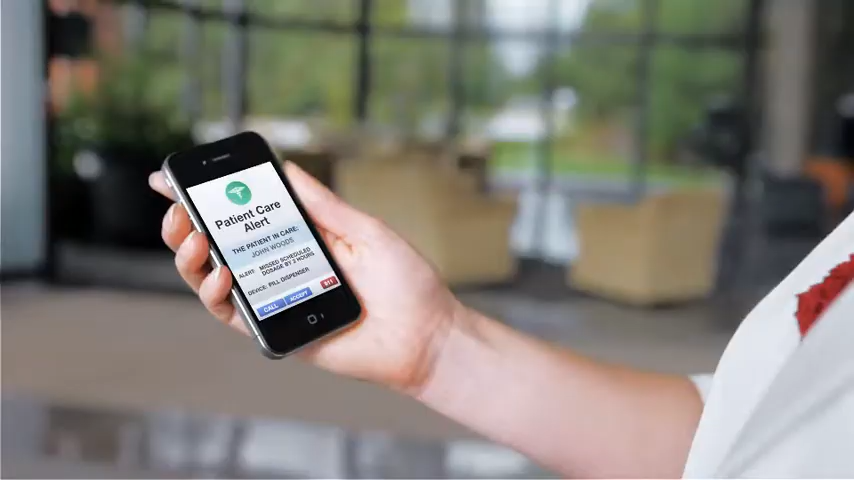 Patient Care
Alert
THE PATIENT IN CARE:
JOHN WOODS
ALERT: MISSED SCHEDULED
DOSAGE BY 2 HOURS
DEVICE: PILL DISPENSER
CALL ACCEPT 911